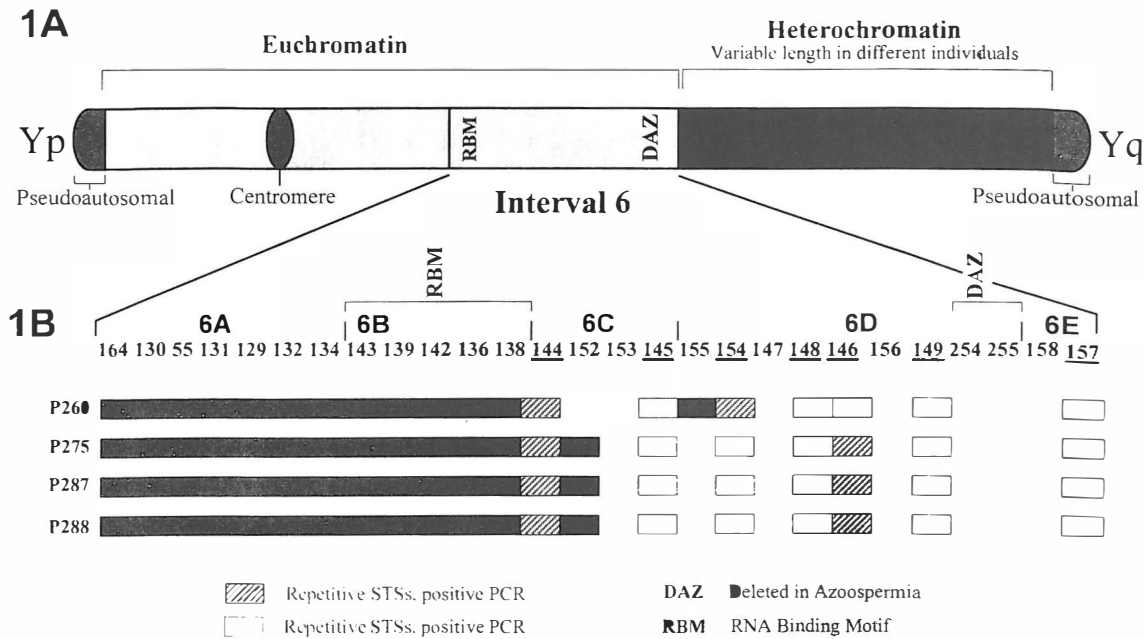 1A
Euchromatin
Heterochromatin
Variable length in different individuals
Yp
RBM
DAZ
Yq
Pseudoautosomal
Centromere
Interval 6
Pseudoautosomal
RBM
DAZ
1B
6A 6B 6C 6D 6E
164 130 55 131 129 132 134 143 139 142 136 138 144 152 153 145 155 154 147 148 146 156 149 254 255 158 157
P260
P275
P287
P288
Repetitive STSs, positive PCR
DAZ Deleted in Azoospermia
Repetitive STSs, positive PCR
RBM RNA Binding Motif